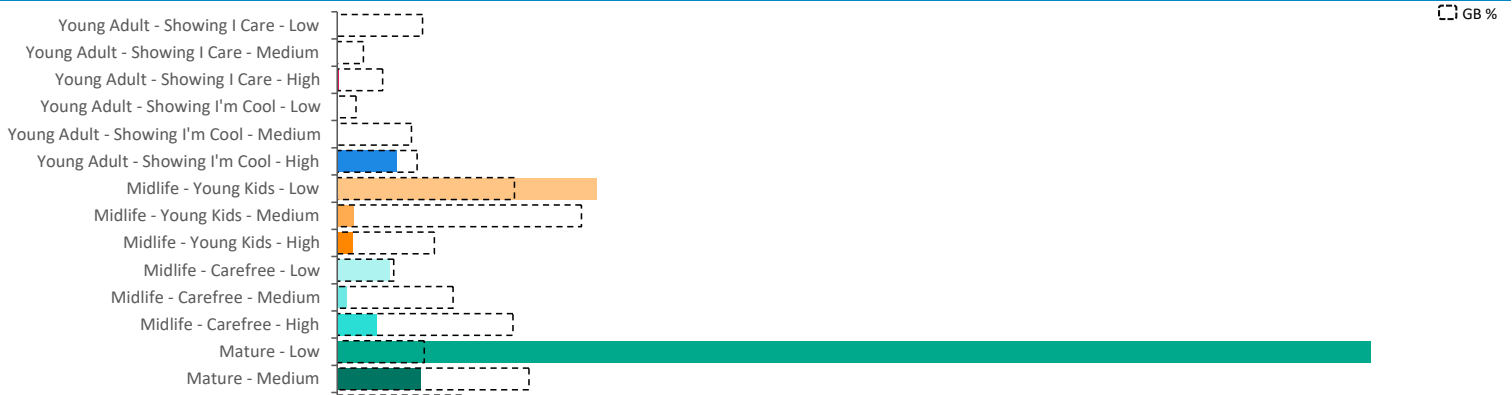 GB %
Young Adult - Showing I Care - Low
Young Adult - Showing I Care - Medium
Young Adult - Showing I Care - High
Young Adult - Showing I'm Cool - Low
Young Adult - Showing I'm Cool - Medium
Young Adult - Showing I'm Cool - High
Midlife - Young Kids - Low
Midlife - Young Kids - Medium
Midlife - Young Kids - High
Midlife - Carefree - Low
Midlife - Carefree - Medium
Midlife - Carefree - High
Mature - Low
Mature - Medium